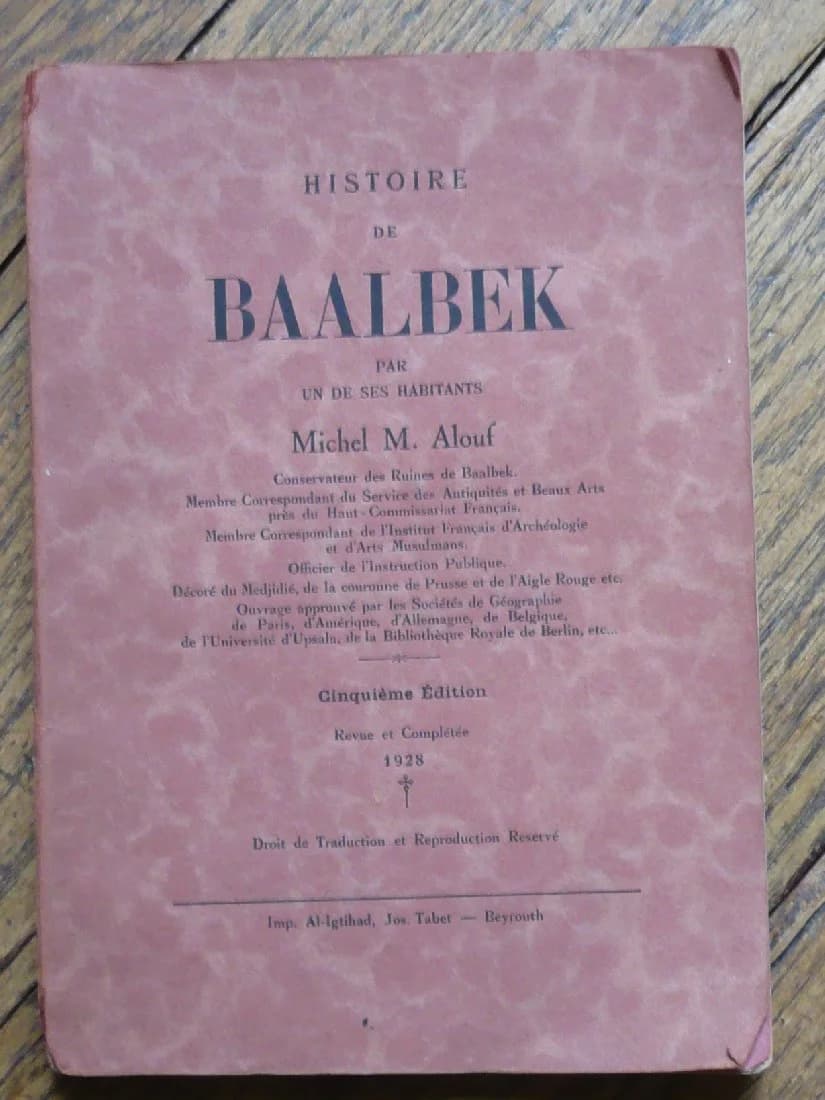 HISTOIRE
DE
BAALBEK
PAR
UN DE SES HABITANTS
Michel M. Alouf
Conservateur des Ruines de Baalbek.
Membre Correspondant du Service des Antiquités et Beaux Arts
près du Haut-Commissariat Français.
Membre Correspondant de l'Institut Français d'Archéologie
et d'Arts Musulmans.
Officier de l'Instruction Publique.
Décoré du Medjidié, de la couronne de Prusse et de l'Aigle Rouge etc.
Ouvrage approuvé par les Sociétés de Géographie
de Paris, d'Amérique, d'Allemagne, de Belgique,
de l'Université d'Upsala, de la Bibliothèque Royale de Berlin, etc...
Cinquième Édition
Revue et Complétée
1928
Droit de Traduction et Reproduction Reservé
Imp. Al-Igtihad, Jos. Tabet — Beyrouth